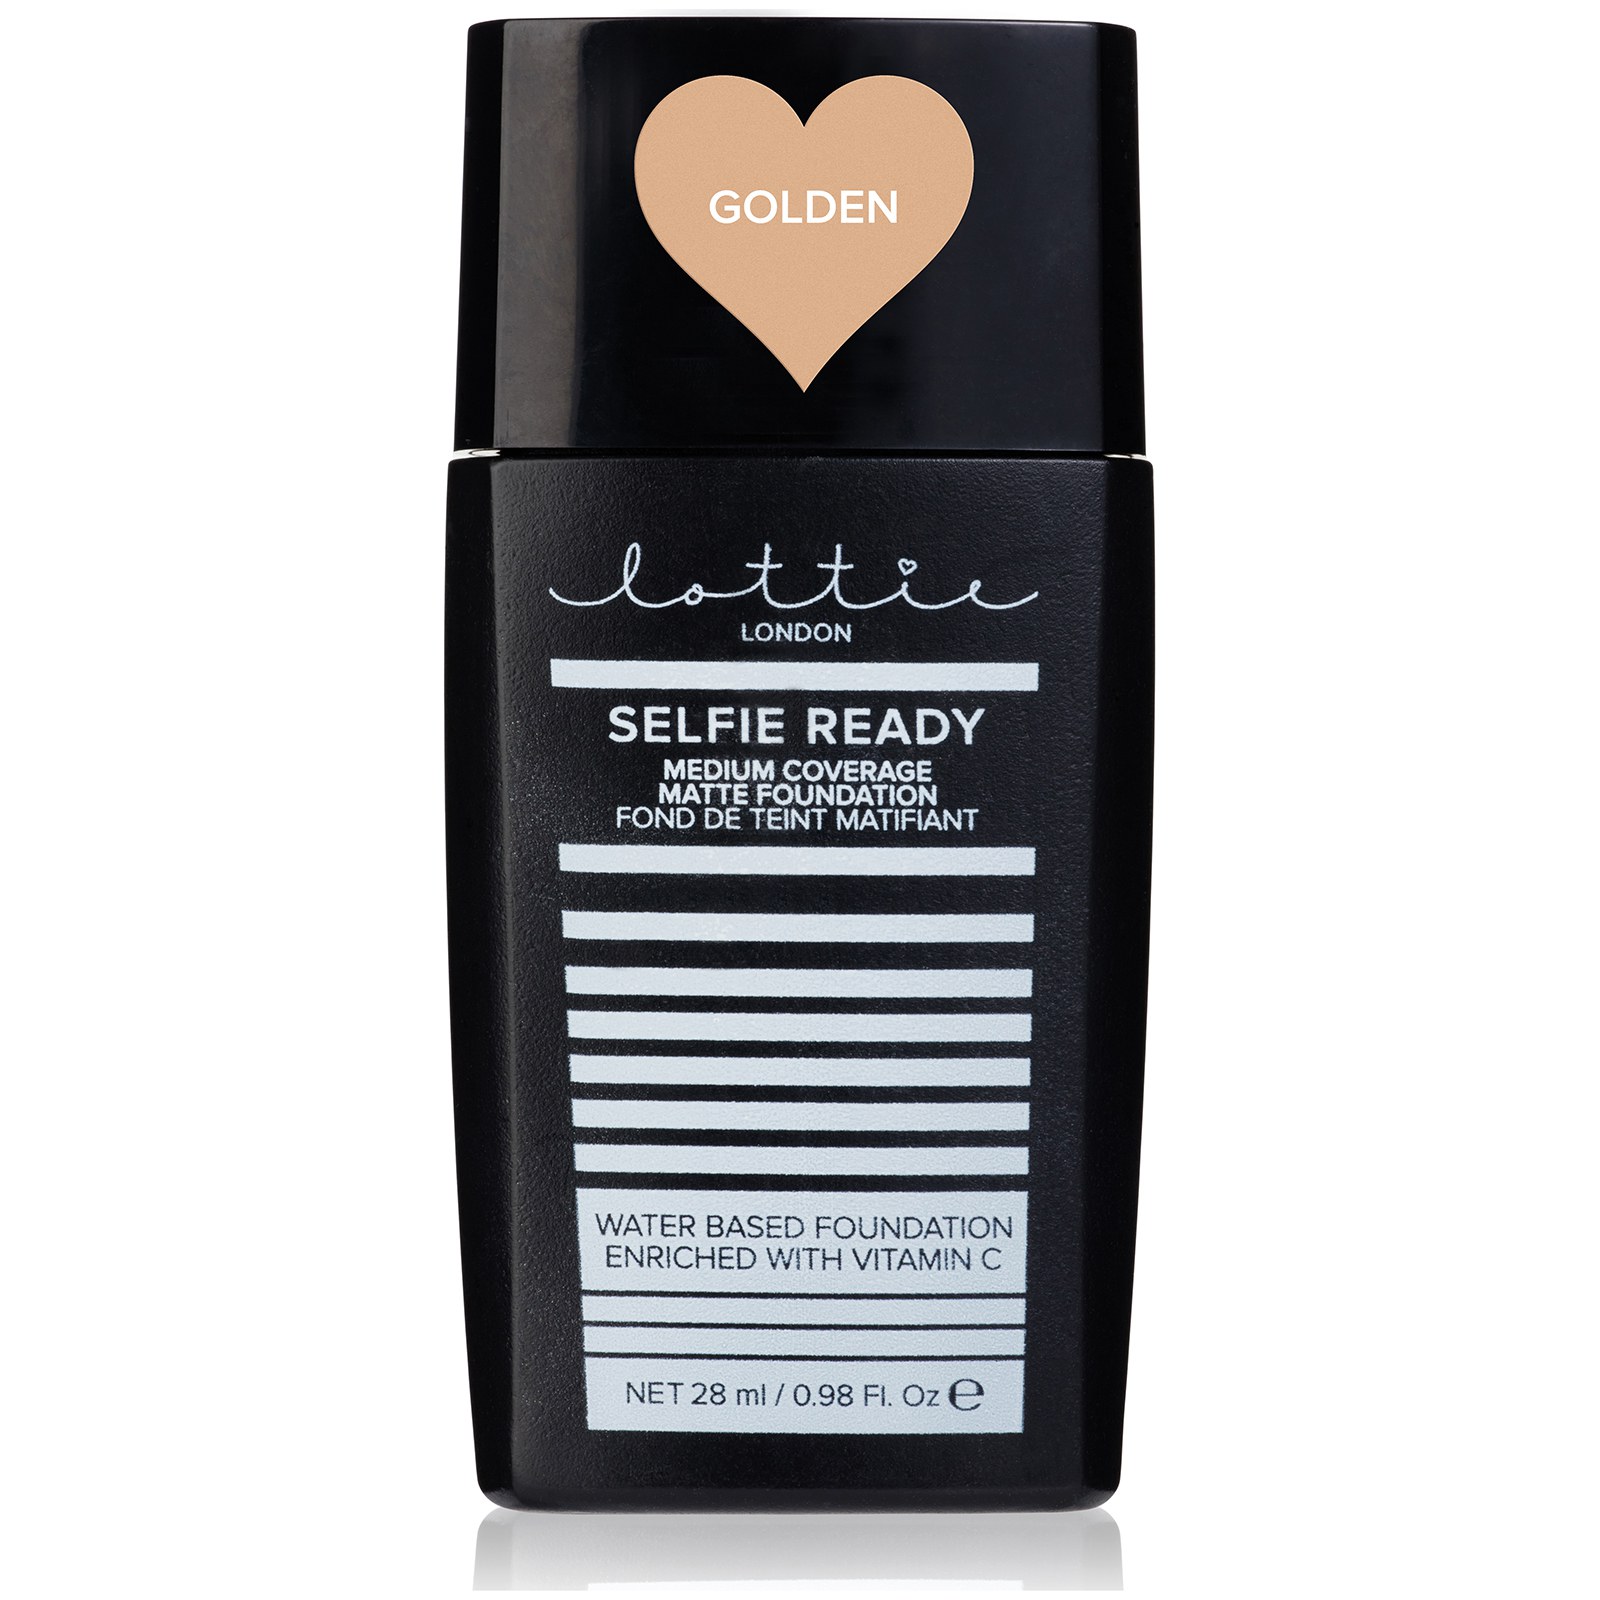 GOLDEN
lottie
LONDON
SELFIE READY
MEDIUM COVERAGE
MATTE FOUNDATION
FOND DE TEINT MATIFIANT
WATER BASED FOUNDATION
ENRICHED WITH VITAMIN C
NET 28 ml / 0.98 Fl. Oz ℮